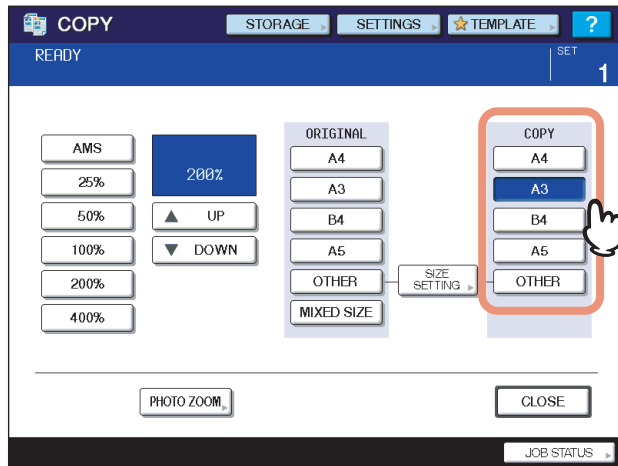 COPY
STORAGE
SETTINGS
TEMPLATE
?
READY
SET
1
AMS
25%
50%
100%
200%
400%
200%
UP
DOWN
ORIGINAL
A4
A3
B4
A5
OTHER
MIXED SIZE
SIZE
SETTING
COPY
A4
A3
B4
A5
OTHER
PHOTO ZOOM
CLOSE
JOB STATUS